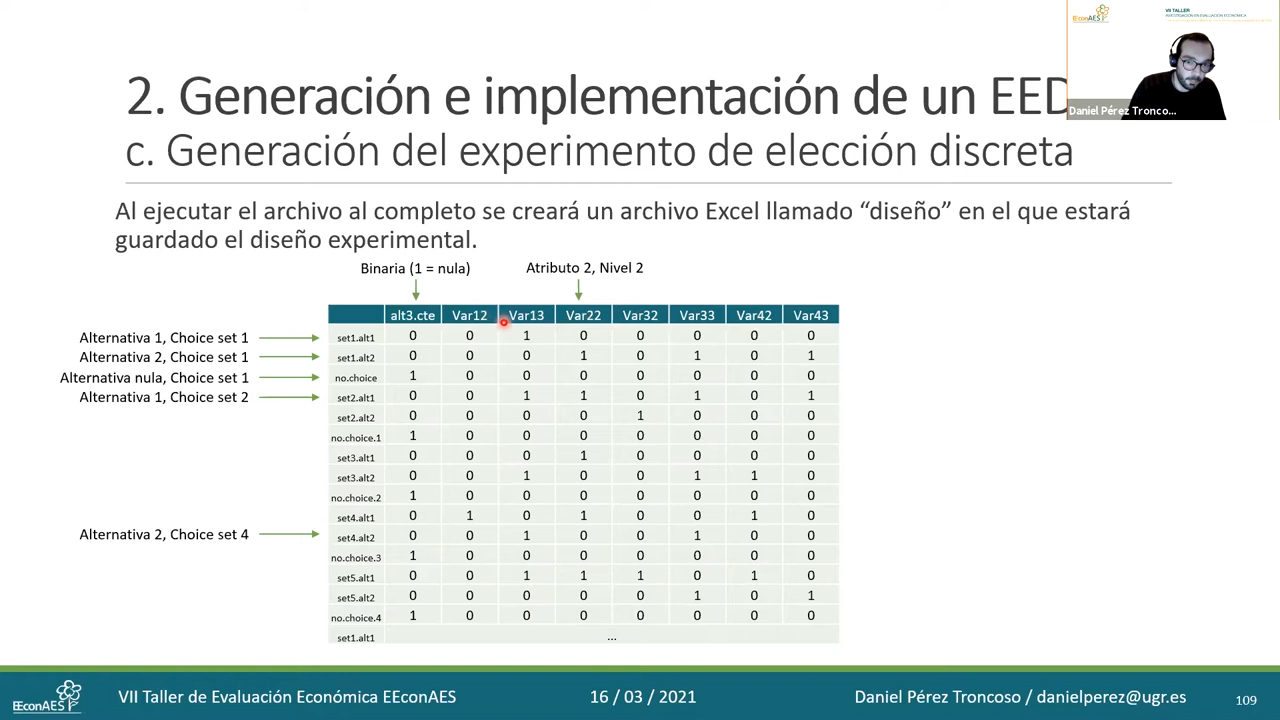 EEconAES
VII TALLER
INVESTIGACIÓN EN EVALUACIÓN ECONÓMICA
Daniel Pérez Tronco...
2. Generación e implementación de un EED
c. Generación del experimento de elección discreta
Al ejecutar el archivo al completo se creará un archivo Excel llamado “diseño” en el que estará
guardado el diseño experimental.
Binaria (1 = nula) Atributo 2, Nivel 2
alt3.cte Var12 Var13 Var22 Var32 Var33 Var42 Var43
Alternativa 1, Choice set 1 set1.alt1 0 0 1 0 0 0 0 0
Alternativa 2, Choice set 1 set1.alt2 0 0 0 1 0 1 0 1
Alternativa nula, Choice set 1 no.choice 1 0 0 0 0 0 0 0
Alternativa 1, Choice set 2 set2.alt1 0 0 1 1 0 1 0 1
set2.alt2 0 0 0 0 1 0 0 0
no.choice.1 1 0 0 0 0 0 0 0
set3.alt1 0 0 0 1 0 0 0 0
set3.alt2 0 0 1 0 0 1 1 0
no.choice.2 1 0 0 0 0 0 0 0
set4.alt1 0 1 0 1 0 0 1 0
Alternativa 2, Choice set 4 set4.alt2 0 0 1 0 0 1 0 0
no.choice.3 1 0 0 0 0 0 0 0
set5.alt1 0 0 1 1 1 0 1 0
set5.alt2 0 0 0 0 0 1 0 1
no.choice.4 1 0 0 0 0 0 0 0
set1.alt1 ...
EEconAES VII Taller de Evaluación Económica EEconAES 16 / 03 / 2021 Daniel Pérez Troncoso / danielperez@ugr.es 109